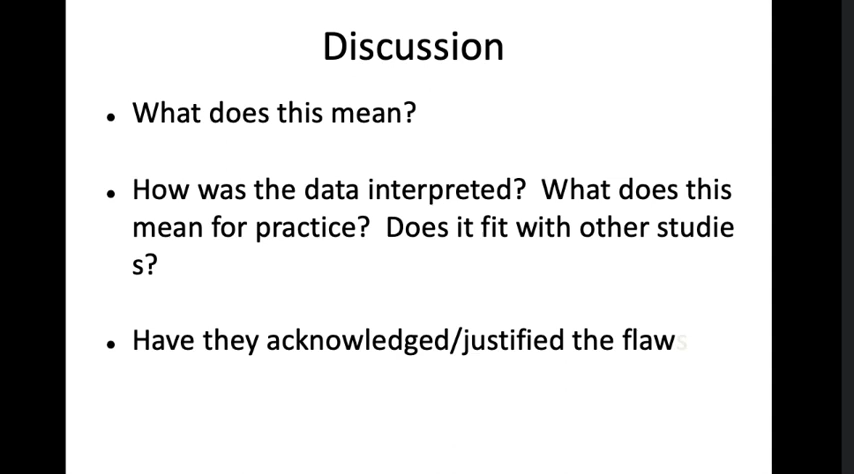 Discussion
• What does this mean?
• How was the data interpreted?  What does this
mean for practice?  Does it fit with other studie
s?
• Have they acknowledged/justified the flaws